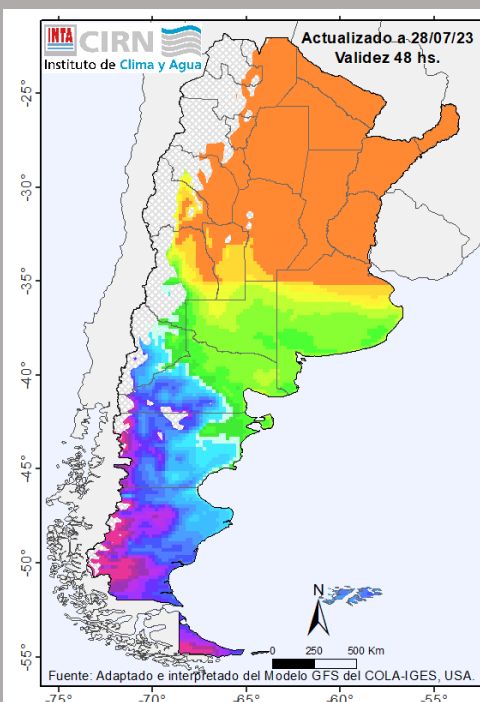 INTA CIRN
Instituto de Clima y Agua
Actualizado a 28/07/23
Validez 48 hs.
-25°
-30°
-35°
-40°
-45°
-50°
-55°
N
0 250 500 Km
Fuente: Adaptado e interpretado del Modelo GFS del COLA-IGES, USA.
-75° -70° -65° -60° -55°